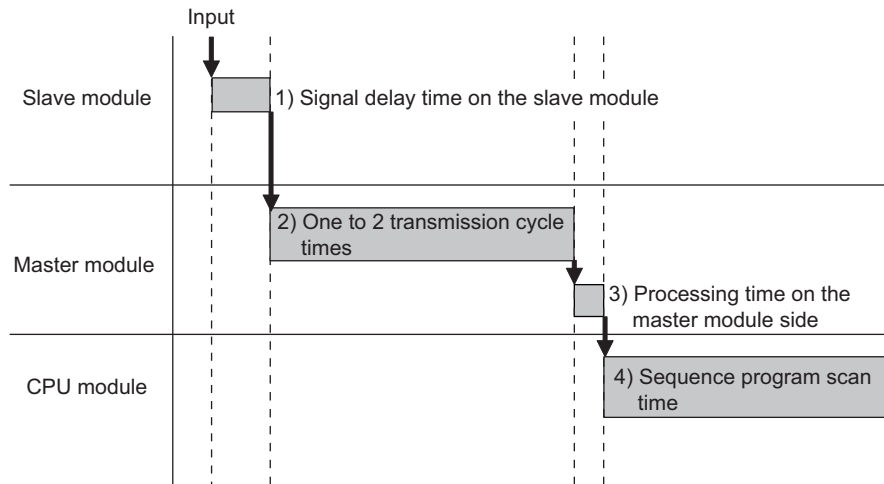 Input
Slave module
1) Signal delay time on the slave module
2) One to 2 transmission cycle
times
Master module
3) Processing time on the
master module side
CPU module
4) Sequence program scan
time